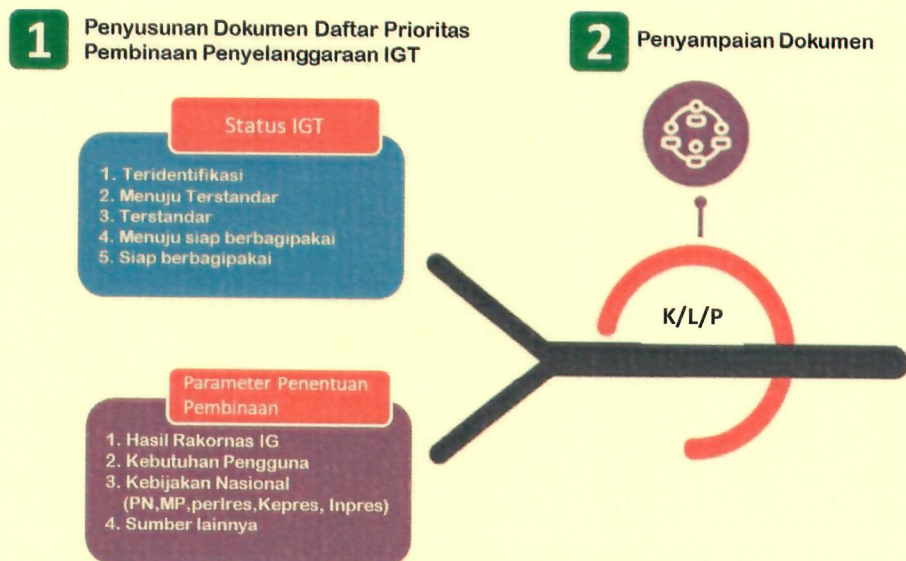 1
Penyusunan Dokumen Daftar Prioritas
Pembinaan Penyelanggaraan IGT
2
Penyampaian Dokumen
Status IGT
1. Teridentifikasi
2. Menuju Terstandar
3. Terstandar
4. Menuju siap berbagipakai
5. Siap berbagipakai
K/L/P
Parameter Penentuan
Pembinaan
1. Hasil Rakornas IG
2. Kebutuhan Pengguna
3. Kebijakan Nasional
(PN,MP,perIres,Kepres, Inpres)
4. Sumber lainnya